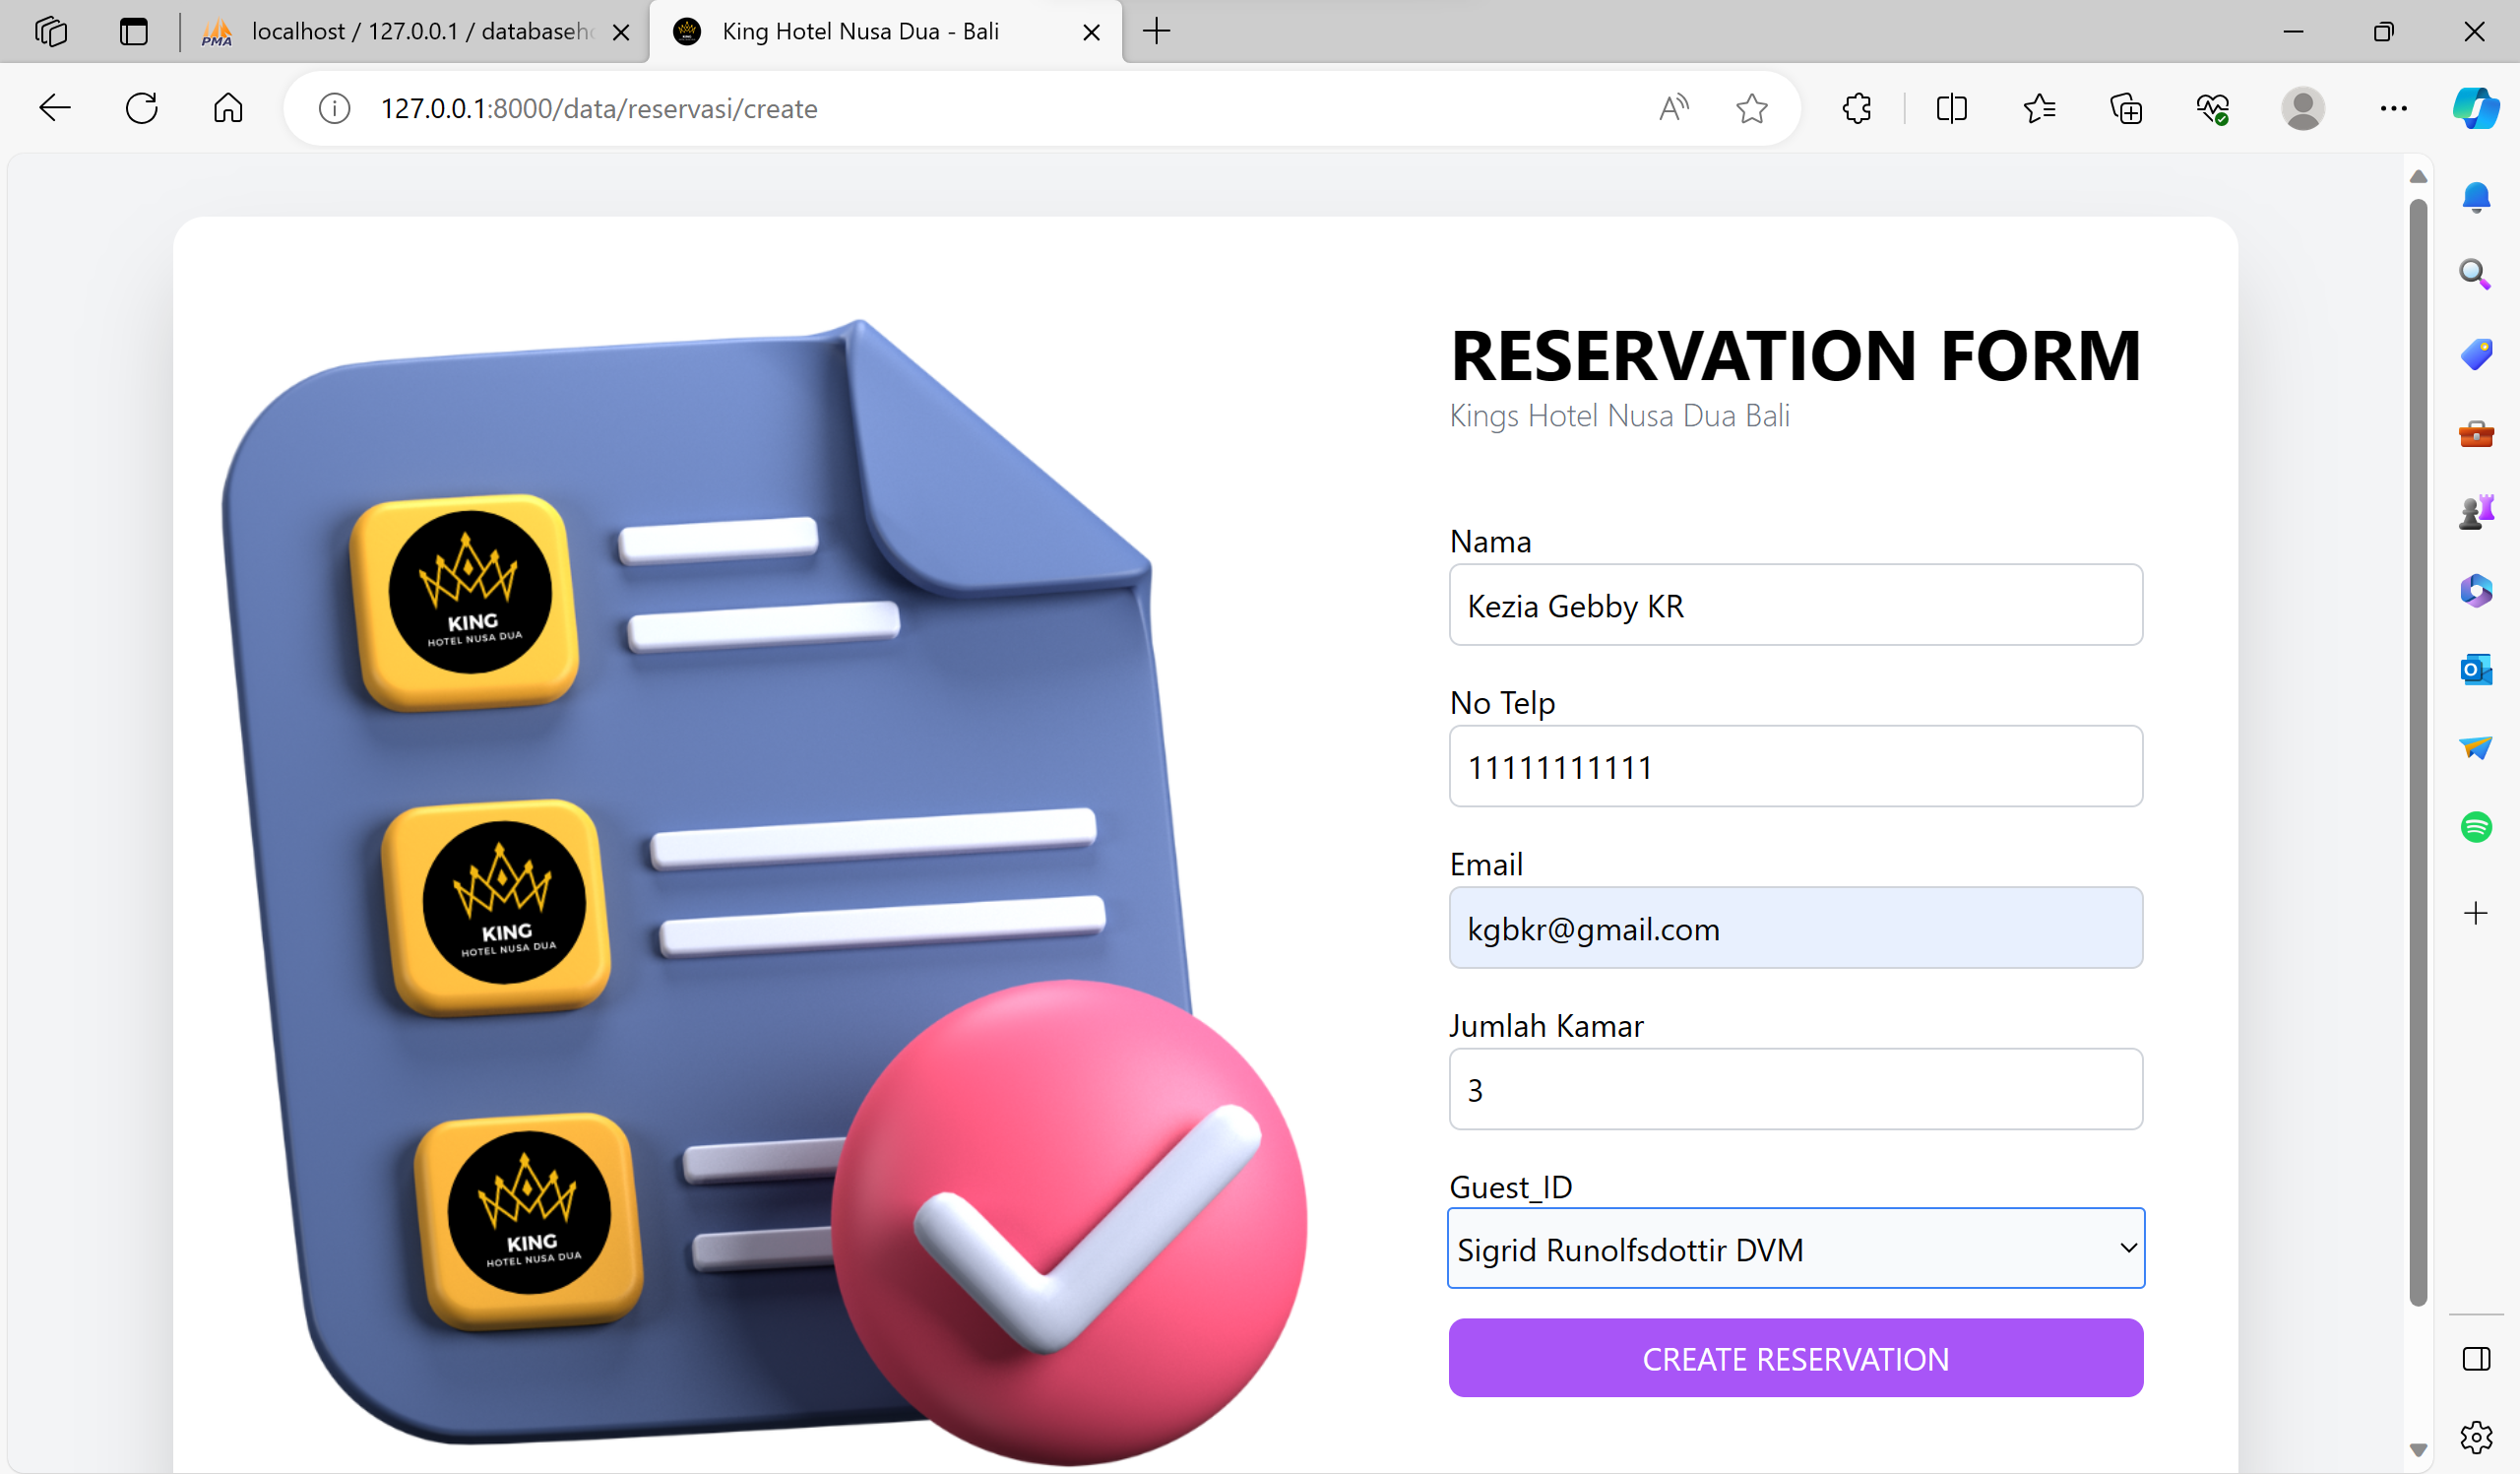 PMA
localhost / 127.0.0.1 / databaseh
King Hotel Nusa Dua - Bali
127.0.0.1:8000/data/reservasi/create
RESERVATION FORM
Kings Hotel Nusa Dua Bali
KING
HOTEL NUSA DUA
KING
HOTEL NUSA DUA
KING
HOTEL NUSA DUA
Nama
Kezia Gebby KR
No Telp
11111111111
Email
kgbkr@gmail.com
Jumlah Kamar
3
Guest_ID
Sigrid Runolfsdottir DVM
CREATE RESERVATION